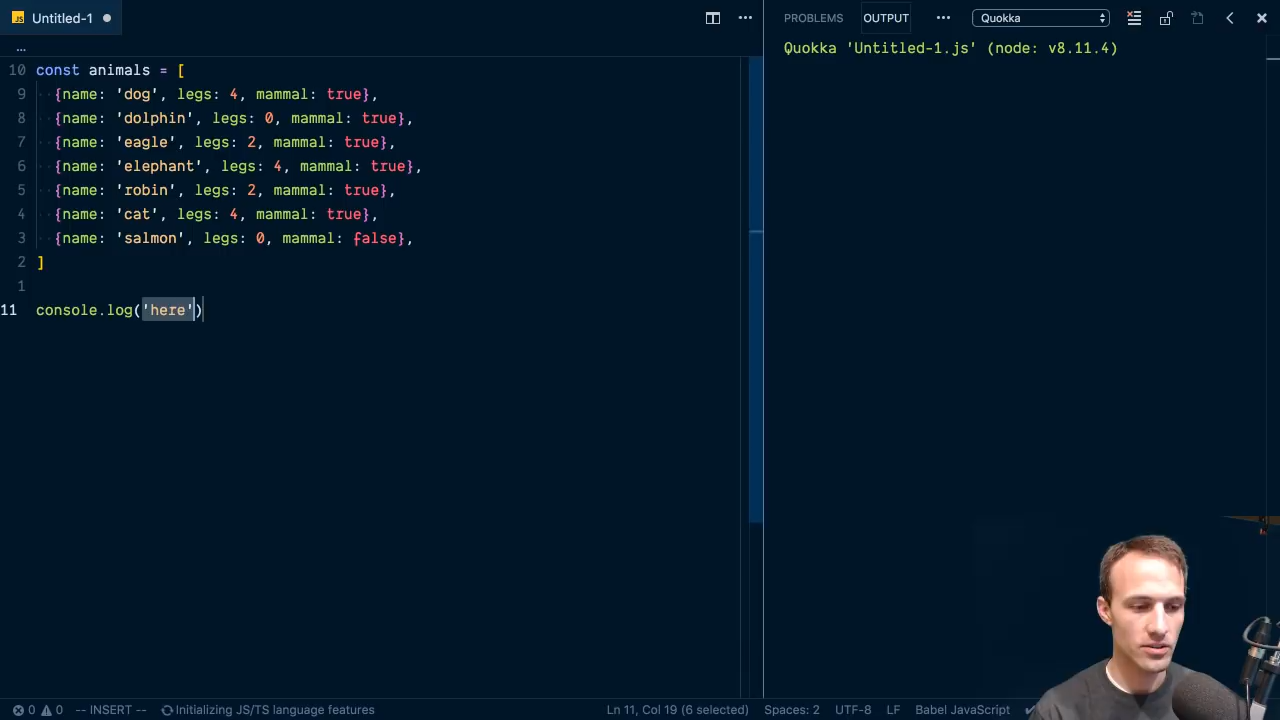 JS Untitled-1 ●
PROBLEMS OUTPUT ••• Quokka
...
Quokka 'Untitled-1.js' (node: v8.11.4)
10 const animals = [
9 {name: 'dog', legs: 4, mammal: true},
8 {name: 'dolphin', legs: 0, mammal: true},
7 {name: 'eagle', legs: 2, mammal: true},
6 {name: 'elephant', legs: 4, mammal: true},
5 {name: 'robin', legs: 2, mammal: true},
4 {name: 'cat', legs: 4, mammal: true},
3 {name: 'salmon', legs: 0, mammal: false},
2 ]
1
11 console.log('here')
0 0 -- INSERT -- Initializing JS/TS language features Ln 11, Col 19 (6 selected) Spaces: 2 UTF-8 LF Babel JavaScript